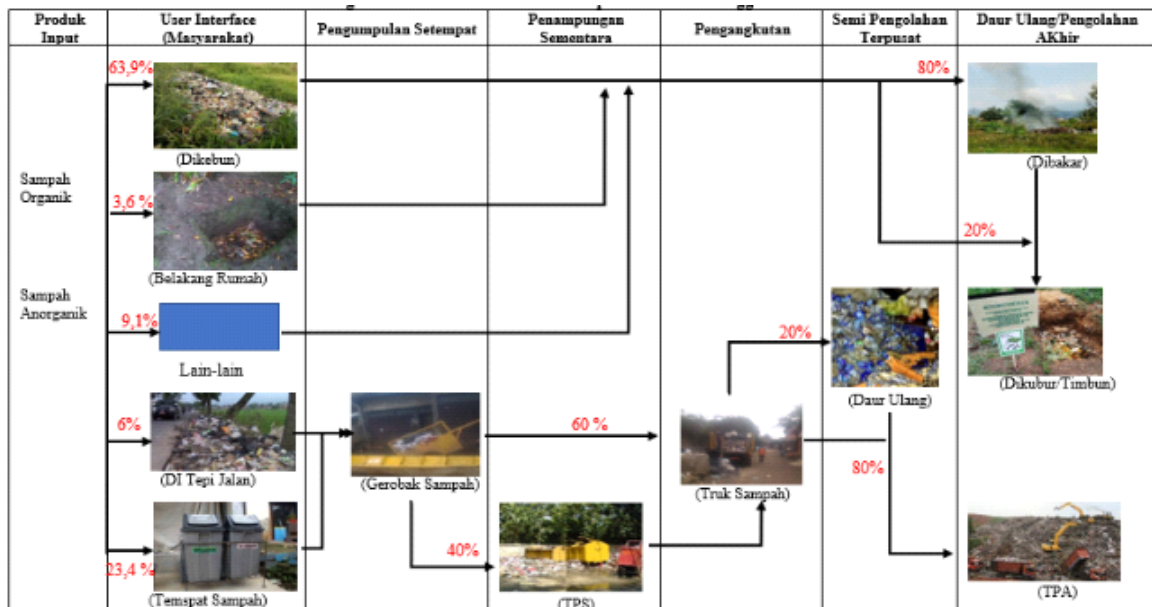 Produk
Input
User Interface
(Masyarakat)
Pengumpulan Setempat
Penampungan
Sementara
Pengangkutan
Semi Pengolahan
Terpusat
Daur Ulang/Pengolahan
AKhir
63,9%
80%
(Dikebun)
(Dibakar)
Sampah
Organik
3,6 %
20%
(Belakang Rumah)
Sampah
Anorganik
9,1%
20%
Lain-lain
(Daur Ulang)
(Dikubur/Timbun)
6%
60 %
80%
(DI Tepi Jalan)
(Gerobak Sampah)
(Truk Sampah)
40%
23,4 %
(Temspat Sampah)
(TPS)
(TPA)